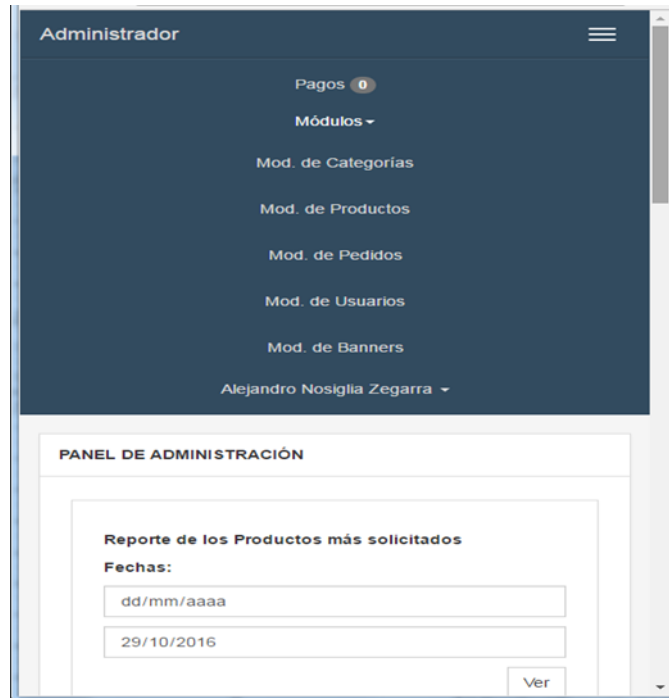 Administrador
Pagos 0
Módulos
Mod. de Categorías
Mod. de Productos
Mod. de Pedidos
Mod. de Usuarios
Mod. de Banners
Alejandro Nosiglia Zegarra
PANEL DE ADMINISTRACIÓN
Reporte de los Productos más solicitados
Fechas:
dd/mm/aaaa
29/10/2016
Ver